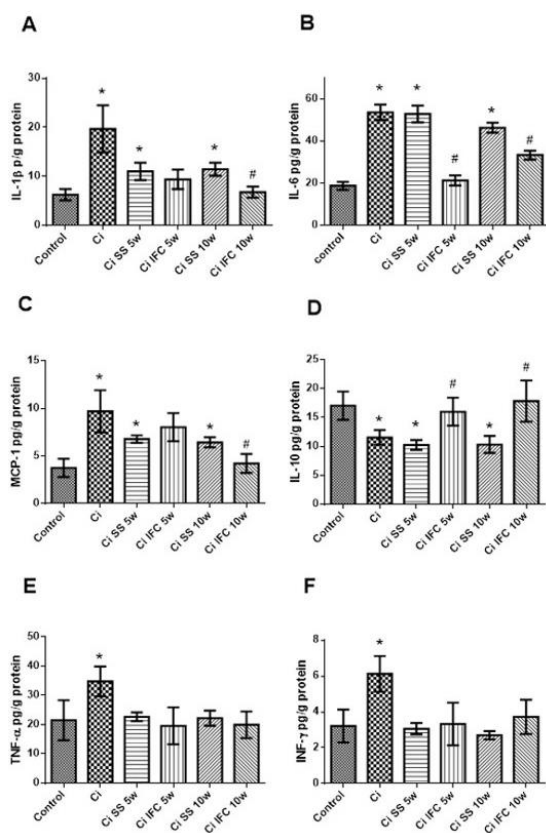 A
IL-1β p/g protein
30
20
10
0
*
*
*
#
Control
Ci
Ci SS 5w
Ci IFC 5w
Ci SS 10w
Ci IFC 10w
B
IL-6 pg/g protein
60
40
20
0
*
*
#
*
#
control
Ci
Ci SS 5w
Ci IFC 5w
Ci SS 10w
Ci IFC 10w
C
MCP-1 pg/g protein
15
10
5
0
*
*
*
#
Control
Ci
Ci SS 5w
Ci IFC 5w
Ci SS 10w
Ci IFC 10w
D
IL-10 pg/g protein
25
20
15
10
5
0
*
*
#
*
#
Control
Ci
Ci SS 5w
Ci IFC 5w
Ci SS 10w
Ci IFC 10w
E
TNF-α pg/g protein
50
40
30
20
10
0
*
Control
Ci
Ci SS 5w
Ci IFC 5w
Ci SS 10w
Ci IFC 10w
F
INF-γ pg/g protein
8
6
4
2
0
*
Control
Ci
Ci SS 5w
Ci IFC 5w
Ci SS 10w
Ci IFC 10w